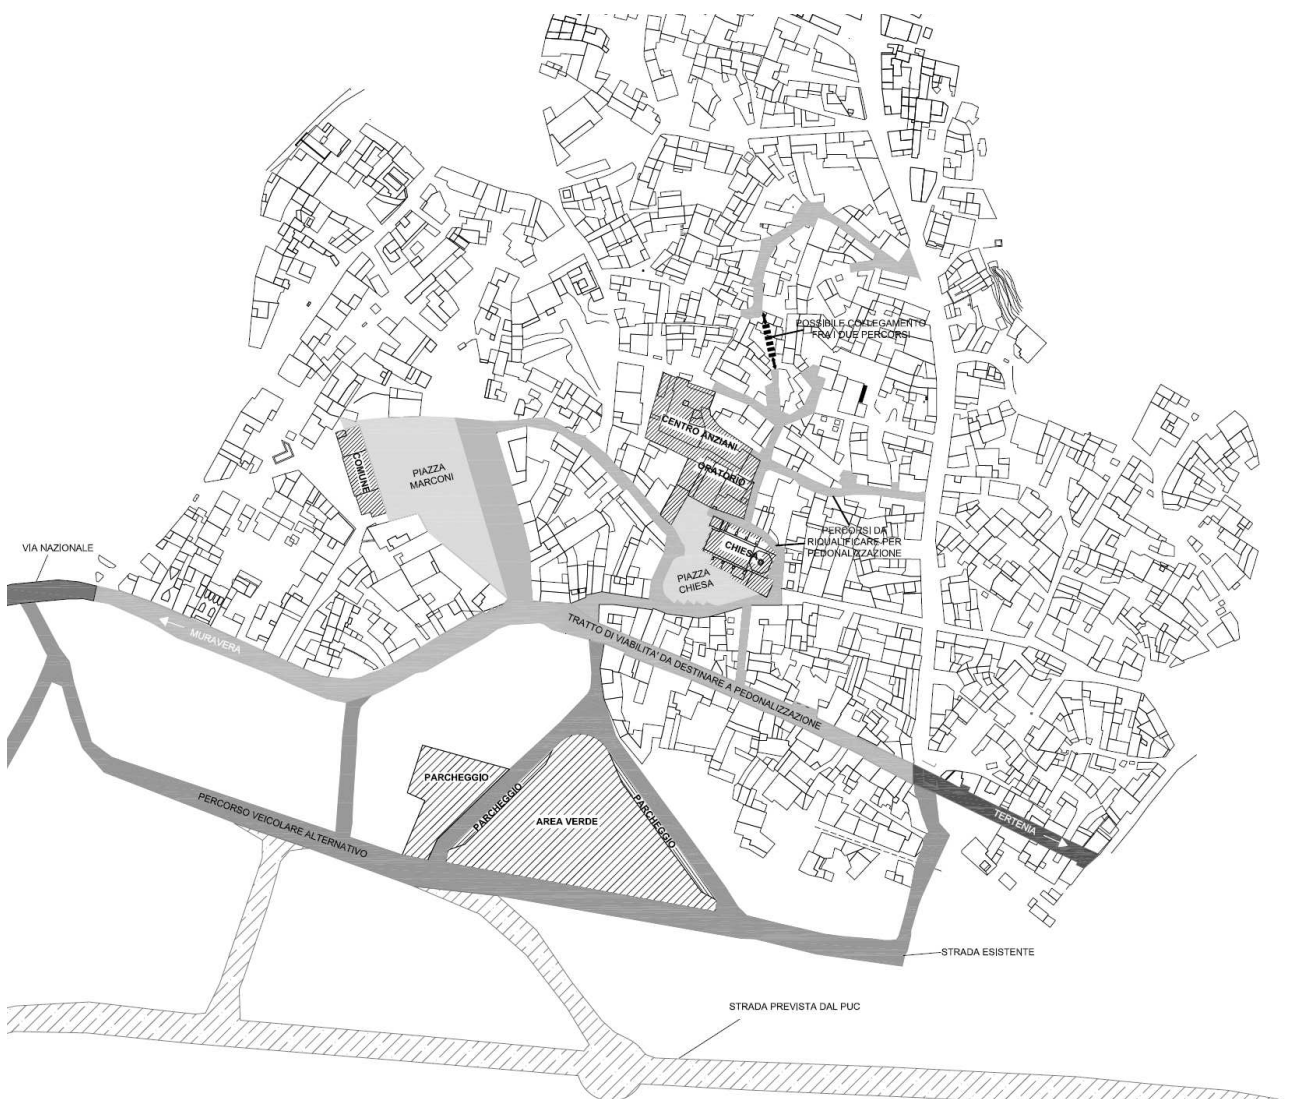 POSSIBILE COLLEGAMENTO
FRA I DUE PERCORSI
CENTRO ANZIANI
COMUNE
PIAZZA
MARCONI
ORATORIO
PERCORSI DA
RIQUALIFICARE PER
PEDONALIZZAZIONE
CHIESA
VIA NAZIONALE
PIAZZA
CHIESA
MURAVERA
TRATTO DI VIABILITA' DA DESTINARE A PEDONALIZZAZIONE
PARCHEGGIO
PARCHEGGIO
PARCHEGGIO
AREA VERDE
TERTENIA
PERCORSO VEICOLARE ALTERNATIVO
STRADA ESISTENTE
STRADA PREVISTA DAL PUC